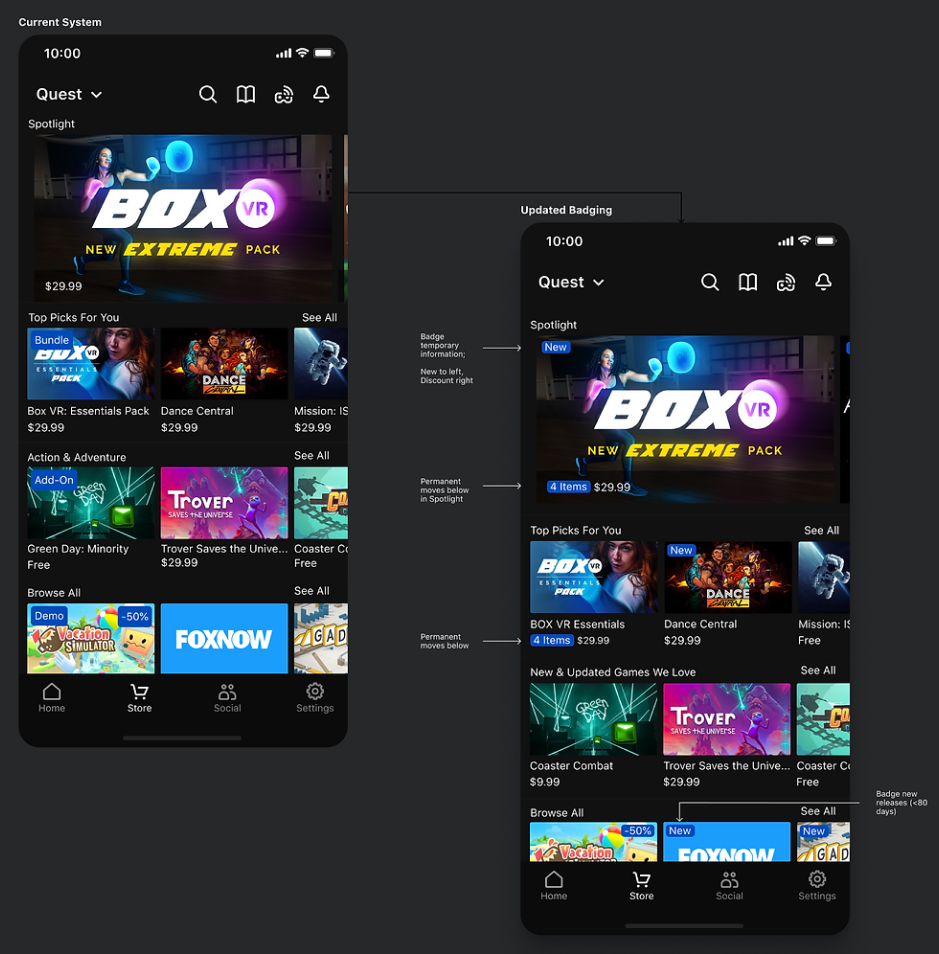 Current System
10:00
Quest
Spotlight
BOX VR
NEW EXTREME PACK
$29.99
Top Picks For You See All
Bundle
BOX VR
ESSENTIALS
PACK
DANCE
CENTRAL
Box VR: Essentials Pack Dance Central Mission: IS
$29.99 $29.99 $29.99
Action & Adventure See All
Add-On
GREEN DAY
Trover
SAVES THE UNIVERSE
Green Day: Minority Trover Saves the Unive... Coaster Co
Free $29.99 Free
Browse All See All
Demo -50%
Vacation
SIMULATOR
FOXNOW
GAD
Home Store Social Settings
Updated Badging
10:00
Quest
Spotlight
New
BOX VR
NEW EXTREME PACK
4 Items $29.99
Top Picks For You See All
New
BOX VR
ESSENTIALS
PACK
DANCE
CENTRAL
BOX VR Essentials Dance Central Mission: IS
4 Items $29.99 $29.99 Free
New & Updated Games We Love See All
GREEN DAY
Trover
SAVES THE UNIVERSE
Coaster Combat Trover Saves the Unive... Coaster Co
$9.99 $29.99 Free
Browse All See All
-50% New New
Vacation
FOXNOW
GAD
Home Store Social Settings
Badge
temporary
information;
New to left,
Discount right
Permanent
moves below
in Spotlight
Permanent
moves below
Badge new
releases (<80
days)